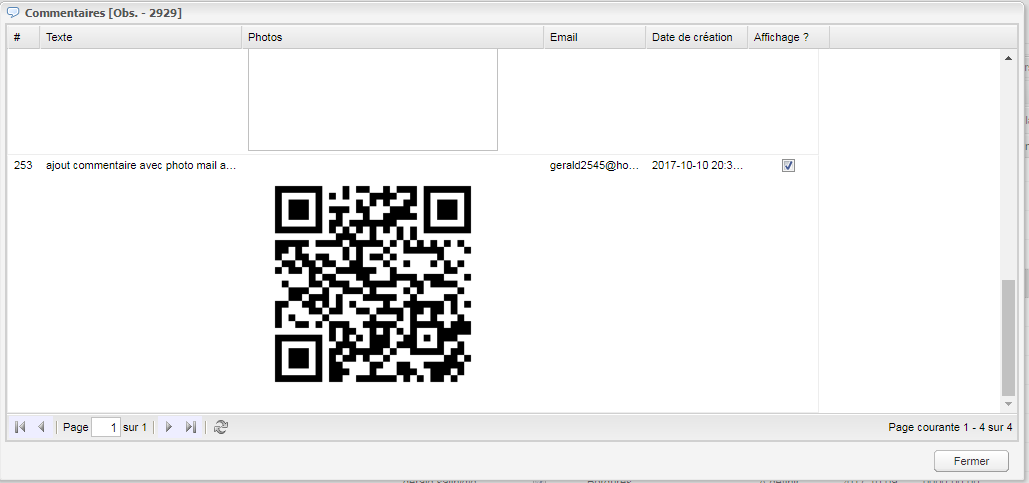 Commentaires [Obs. - 2929]
# Texte Photos Email Date de création Affichage ?
253 ajout commentaire avec photo mail a... gerald2545@ho... 2017-10-10 20:3...
Page 1 sur 1 Page courante 1 - 4 sur 4
Fermer